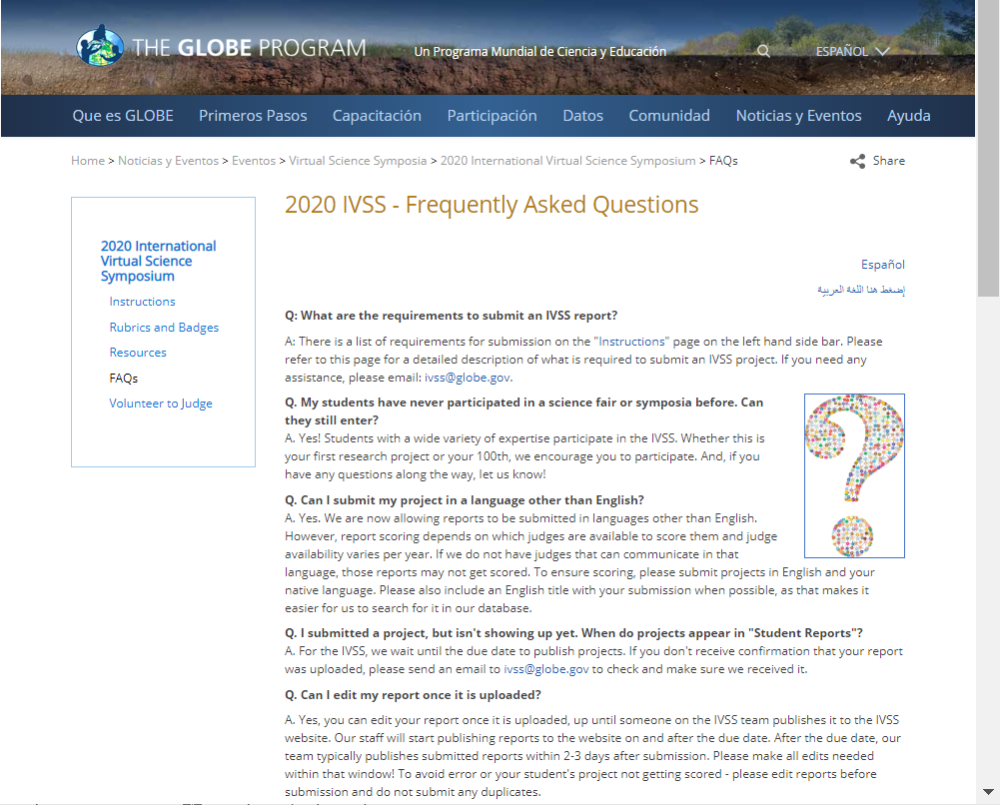 THE GLOBE PROGRAM
Un Programa Mundial de Ciencia y Educación
ESPAÑOL
Que es GLOBE Primeros Pasos Capacitación Participación Datos Comunidad Noticias y Eventos Ayuda
Home > Noticias y Eventos > Eventos > Virtual Science Symposia > 2020 International Virtual Science Symposium > FAQs
Share
2020 International
Virtual Science
Symposium
Instructions
Rubrics and Badges
Resources
FAQs
Volunteer to Judge
2020 IVSS - Frequently Asked Questions
Español
إضغط هنا اللغة العربية
Q: What are the requirements to submit an IVSS report?
A: There is a list of requirements for submission on the "Instructions" page on the left hand side bar. Please
refer to this page for a detailed description of what is required to submit an IVSS project. If you need any
assistance, please email: ivss@globe.gov.
Q. My students have never participated in a science fair or symposia before. Can
they still enter?
A. Yes! Students with a wide variety of expertise participate in the IVSS. Whether this is
your first research project or your 100th, we encourage you to participate. And, if you
have any questions along the way, let us know!
Q. Can I submit my project in a language other than English?
A. Yes. We are now allowing reports to be submitted in languages other than English.
However, report scoring depends on which judges are available to score them and judge
availability varies per year. If we do not have judges that can communicate in that
language, those reports may not get scored. To ensure scoring, please submit projects in English and your
native language. Please also include an English title with your submission when possible, as that makes it
easier for us to search for it in our database.
Q. I submitted a project, but isn't showing up yet. When do projects appear in "Student Reports"?
A. For the IVSS, we wait until the due date to publish projects. If you don't receive confirmation that your report
was uploaded, please send an email to ivss@globe.gov to check and make sure we received it.
Q. Can I edit my report once it is uploaded?
A. Yes, you can edit your report once it is uploaded, up until someone on the IVSS team publishes it to the IVSS
website. Our staff will start publishing reports to the website on and after the due date. After the due date, our
team typically publishes submitted reports within 2-3 days after submission. Please make all edits needed
within that window! To avoid error or your student's project not getting scored - please edit reports before
submission and do not submit any duplicates.